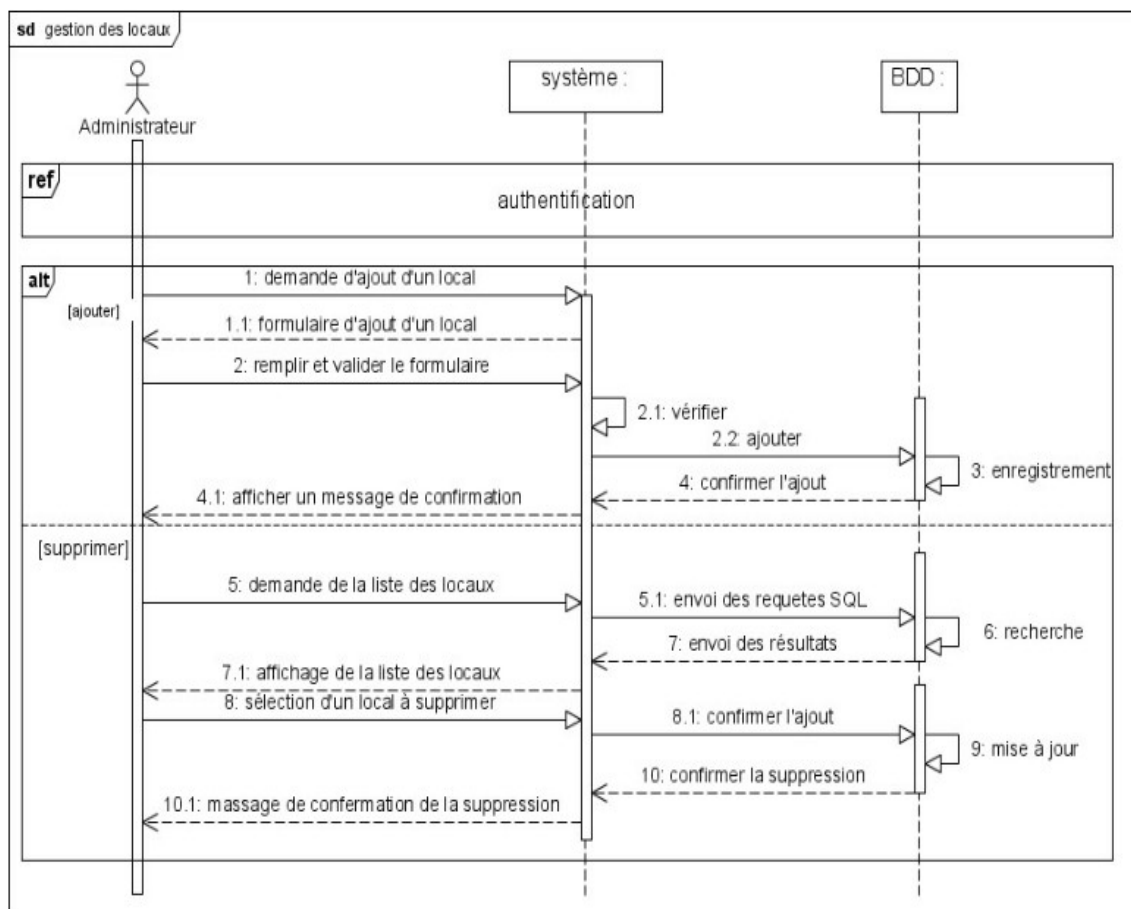 sd gestion des locaux
Administrateur
système :
BDD :
ref
authentification
alt
[ajouter]
1: demande d'ajout d'un local
1.1: formulaire d'ajout d'un local
2: remplir et valider le formulaire
2.1: vérifier
2.2: ajouter
3: enregistrement
4: confirmer l'ajout
4.1: afficher un message de confirmation
[supprimer]
5: demande de la liste des locaux
5.1: envoi des requetes SQL
6: recherche
7: envoi des résultats
7.1: affichage de la liste des locaux
8: sélection d'un local à supprimer
8.1: confirmer l'ajout
9: mise à jour
10: confirmer la suppression
10.1: massage de confermation de la suppression